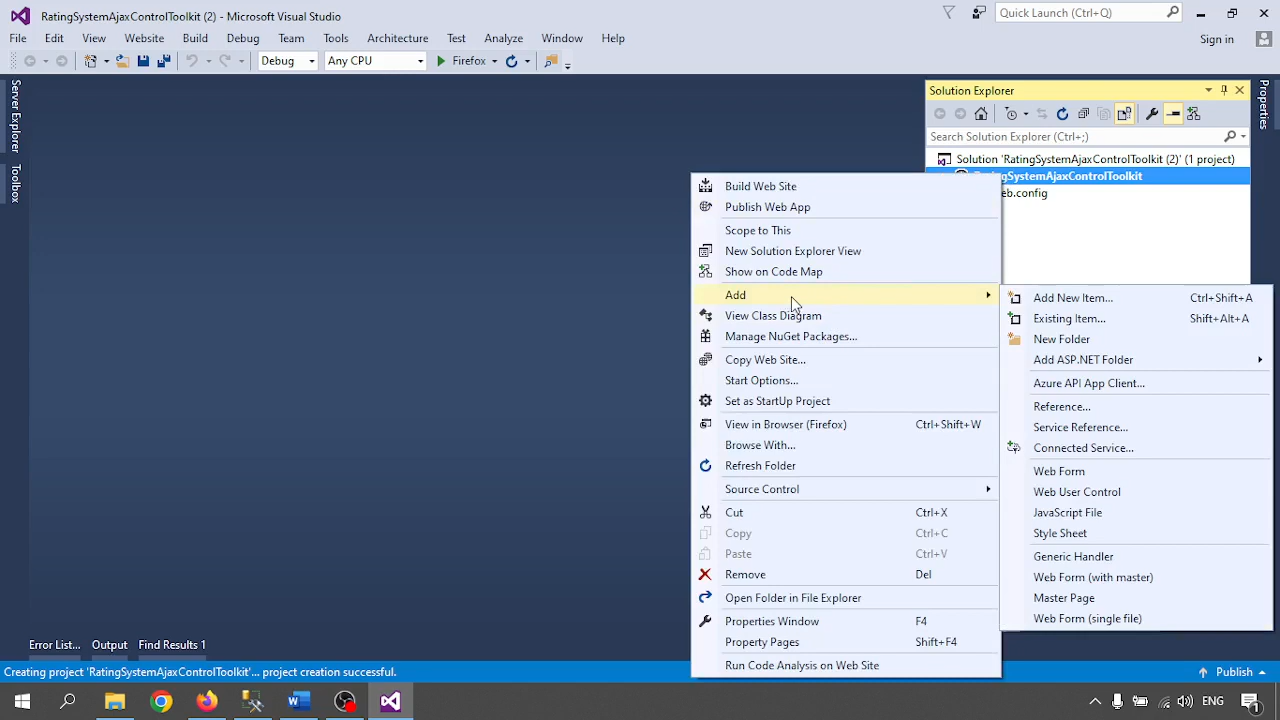 RatingSystemAjaxControlToolkit (2) - Microsoft Visual Studio
Quick Launch (Ctrl+Q)
File Edit View Website Build Debug Team Tools Architecture Test Analyze Window Help
Sign in
Debug Any CPU Firefox
Server Explorer
Toolbox
Solution Explorer
Search Solution Explorer (Ctrl+;)
Solution 'RatingSystemAjaxControlToolkit (2)' (1 project)
RatingSystemAjaxControlToolkit
eb.config
Properties
Build Web Site
Publish Web App
Scope to This
New Solution Explorer View
Show on Code Map
Add
View Class Diagram
Manage NuGet Packages...
Copy Web Site...
Start Options...
Set as StartUp Project
View in Browser (Firefox) Ctrl+Shift+W
Browse With...
Refresh Folder
Source Control
Cut Ctrl+X
Copy Ctrl+C
Paste Ctrl+V
Remove Del
Open Folder in File Explorer
Properties Window F4
Property Pages Shift+F4
Run Code Analysis on Web Site
Add New Item... Ctrl+Shift+A
Existing Item... Shift+Alt+A
New Folder
Add ASP.NET Folder
Azure API App Client...
Reference...
Service Reference...
Connected Service...
Web Form
Web User Control
JavaScript File
Style Sheet
Generic Handler
Web Form (with master)
Master Page
Web Form (single file)
Error List... Output Find Results 1
Creating project 'RatingSystemAjaxControlToolkit'... project creation successful.
Publish
ENG
1